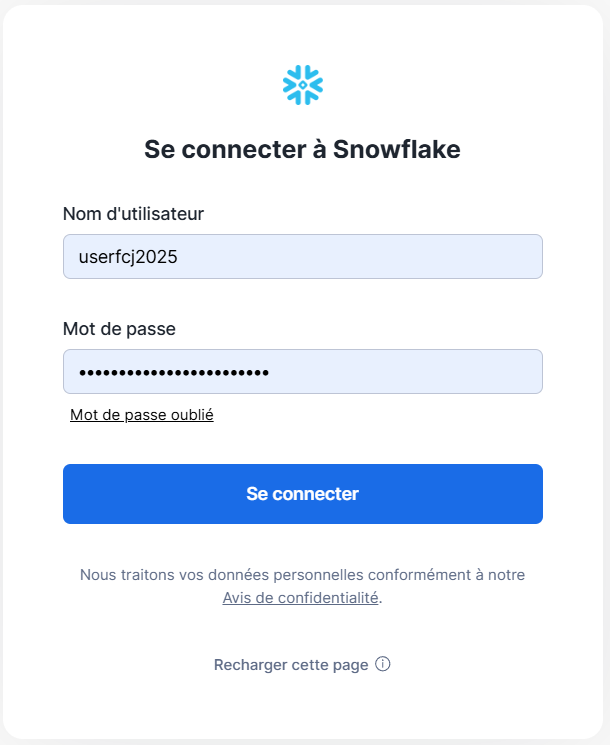 Se connecter à Snowflake
Nom d'utilisateur
userfcj2025
Mot de passe
••••••••••••••••••••••••
Mot de passe oublié
Se connecter
Nous traitons vos données personnelles conformément à notre
Avis de confidentialité.
Recharger cette page